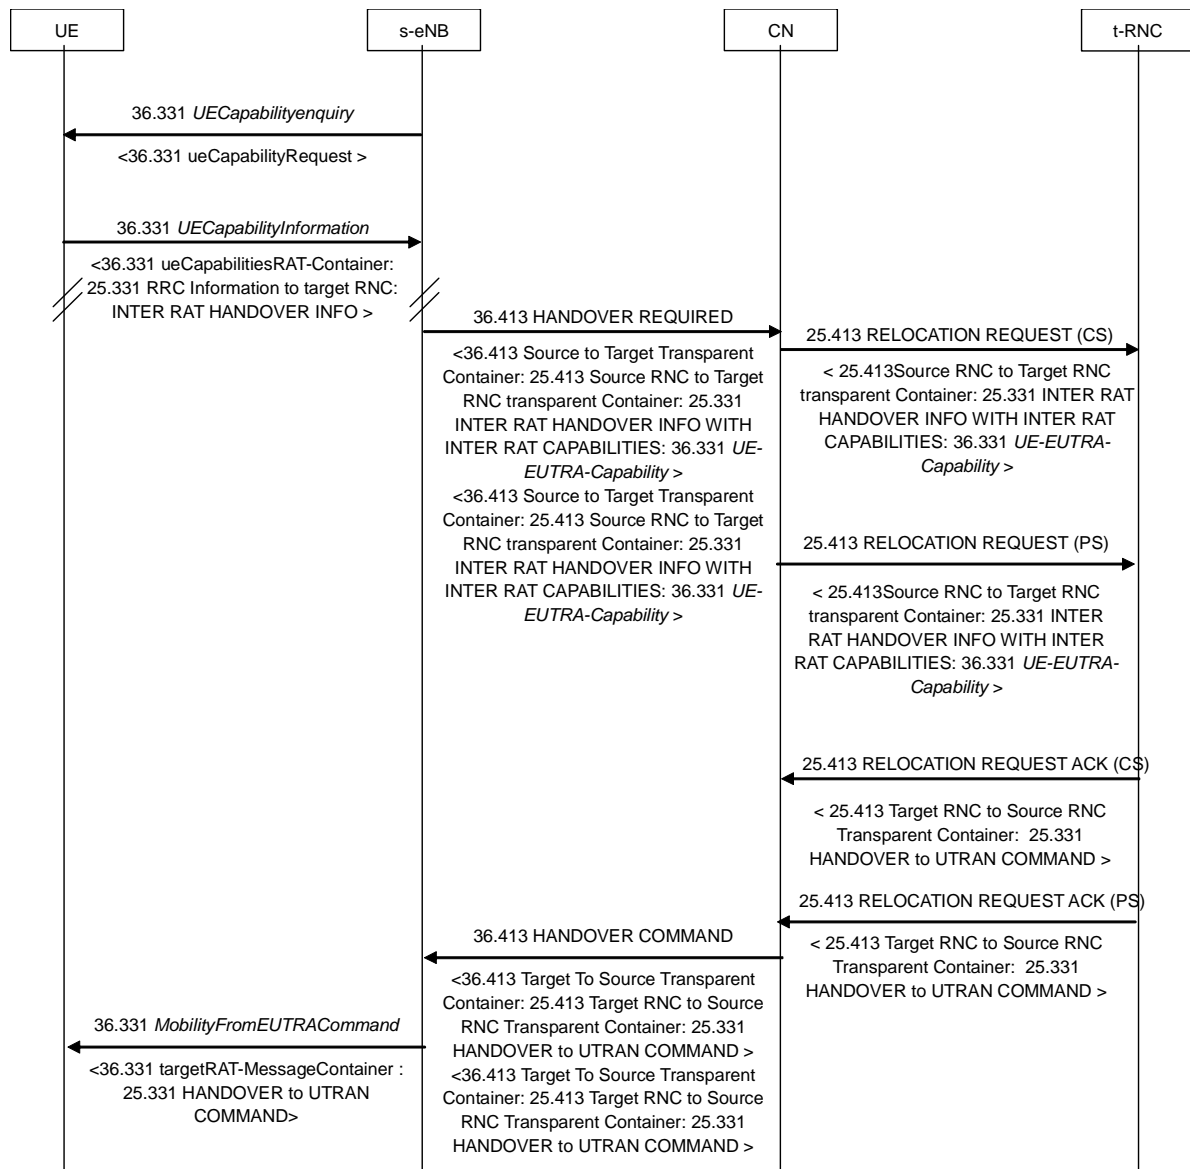 UE
s-eNB
CN
t-RNC
36.331 UECapabilityenquiry
<36.331 ueCapabilityRequest >
36.331 UECapabilityInformation
<36.331 ueCapabilitiesRAT-Container:
25.331 RRC Information to target RNC:
INTER RAT HANDOVER INFO >
36.413 HANDOVER REQUIRED
<36.413 Source to Target Transparent
Container: 25.413 Source RNC to Target
RNC transparent Container: 25.331
INTER RAT HANDOVER INFO WITH
INTER RAT CAPABILITIES: 36.331 UE-
EUTRA-Capability >
<36.413 Source to Target Transparent
Container: 25.413 Source RNC to Target
RNC transparent Container: 25.331
INTER RAT HANDOVER INFO WITH
INTER RAT CAPABILITIES: 36.331 UE-
EUTRA-Capability >
25.413 RELOCATION REQUEST (CS)
< 25.413Source RNC to Target RNC
transparent Container: 25.331 INTER RAT
HANDOVER INFO WITH INTER RAT
CAPABILITIES: 36.331 UE-EUTRA-
Capability >
25.413 RELOCATION REQUEST (PS)
< 25.413Source RNC to Target RNC
transparent Container: 25.331 INTER
RAT HANDOVER INFO WITH INTER
RAT CAPABILITIES: 36.331 UE-EUTRA-
Capability >
25.413 RELOCATION REQUEST ACK (CS)
< 25.413 Target RNC to Source RNC
Transparent Container:  25.331
HANDOVER to UTRAN COMMAND >
25.413 RELOCATION REQUEST ACK (PS)
< 25.413 Target RNC to Source RNC
Transparent Container:  25.331
HANDOVER to UTRAN COMMAND >
36.413 HANDOVER COMMAND
<36.413 Target To Source Transparent
Container: 25.413 Target RNC to Source
RNC Transparent Container: 25.331
HANDOVER to UTRAN COMMAND >
<36.413 Target To Source Transparent
Container: 25.413 Target RNC to Source
RNC Transparent Container: 25.331
HANDOVER to UTRAN COMMAND >
36.331 MobilityFromEUTRACommand
<36.331 targetRAT-MessageContainer :
25.331 HANDOVER to UTRAN
COMMAND>